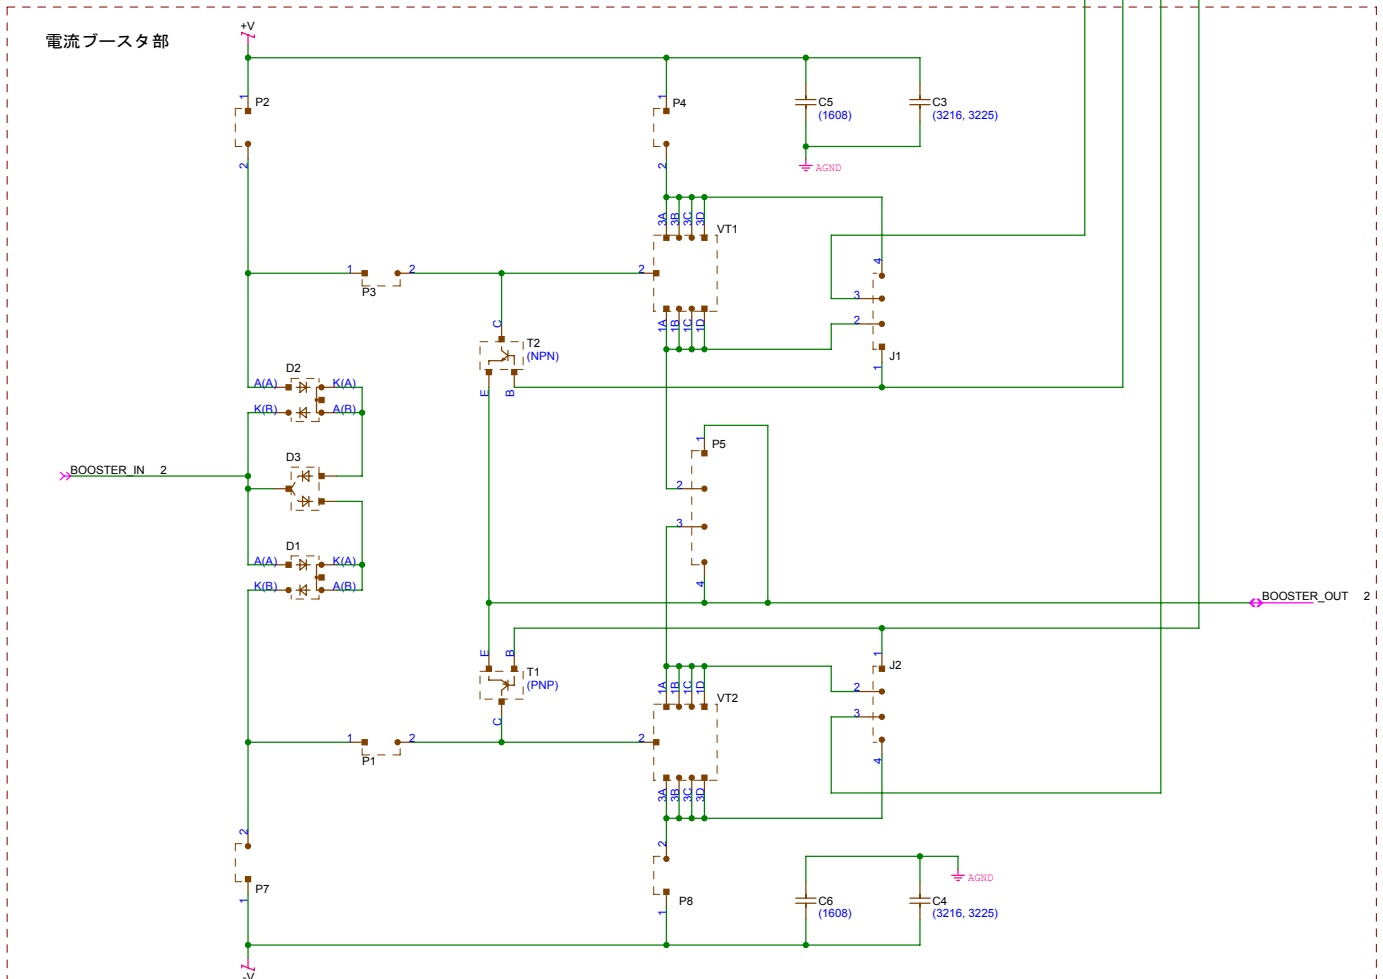 電流ブースタ部
+V
1
P2
2
1
P4
2
C5
(1608)
C3
(3216, 3225)
AGND
3A
3B
3C
3D
VT1
2
1A
1B
1C
1D
1
P3
2
4
3
2
J1
1
C
T2
(NPN)
E
B
D2
A(A)
K(A)
K(B)
A(B)
BOOSTER_IN 2
D3
D1
A(A)
K(A)
K(B)
A(B)
1
P5
2
3
4
BOOSTER_OUT 2
E
B
T1
(PNP)
C
1A
1B
1C
1D
VT2
2
3A
3B
3C
3D
1
J2
2
3
4
1
P1
2
2
P7
1
2
P8
1
AGND
C6
(1608)
C4
(3216, 3225)
-V